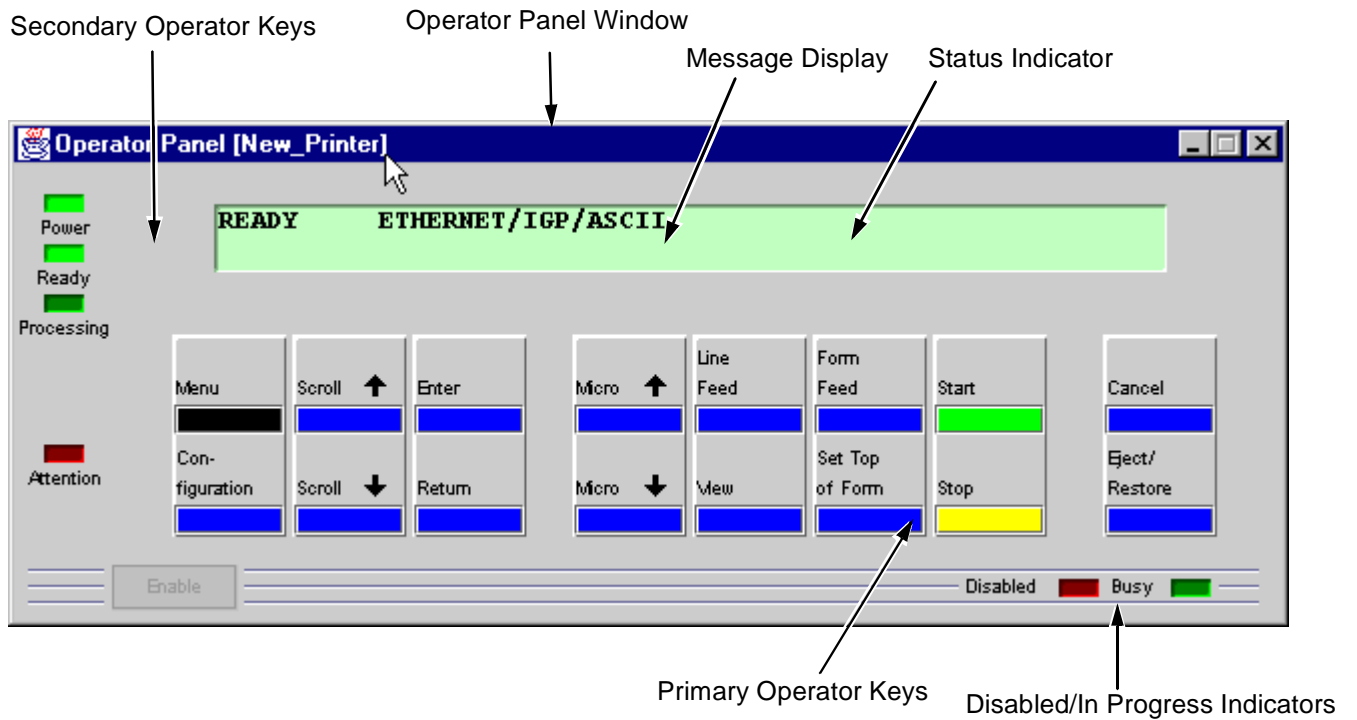 Secondary Operator Keys
Operator Panel Window
Message Display
Status Indicator
Operator Panel [New_Printer]
READY ETHERNET/IGP/ASCII
Power
Ready
Processing
Attention
Menu
Scroll
Enter
Micro
Line
Feed
Form
Feed
Start
Cancel
Con-
figuration
Scroll
Return
Micro
View
Set Top
of Form
Stop
Eject/
Restore
Enable
Disabled
Busy
Primary Operator Keys
Disabled/In Progress Indicators